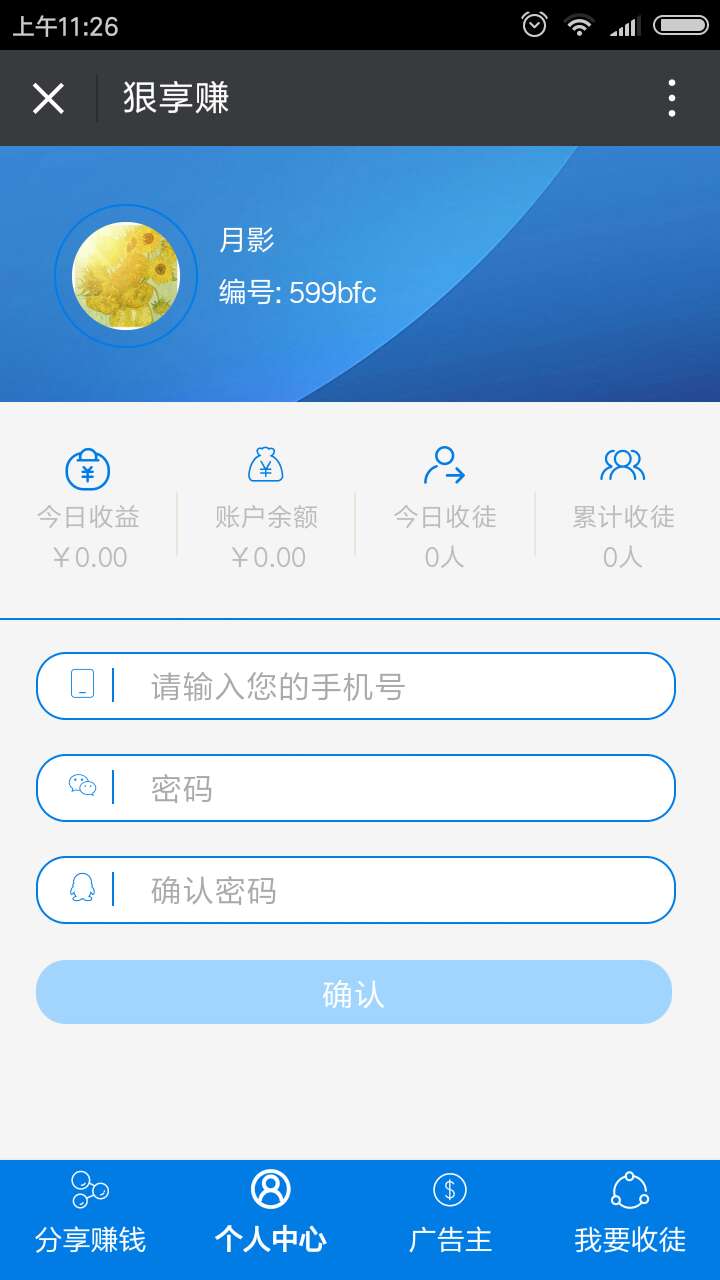 上午11:26
狠享赚
月影
编号: 599bfc
今日收益 账户余额 今日收徒 累计收徒
￥0.00 ￥0.00 0人 0人
请输入您的手机号
密码
确认密码
确认
分享赚钱 个人中心 广告主 我要收徒